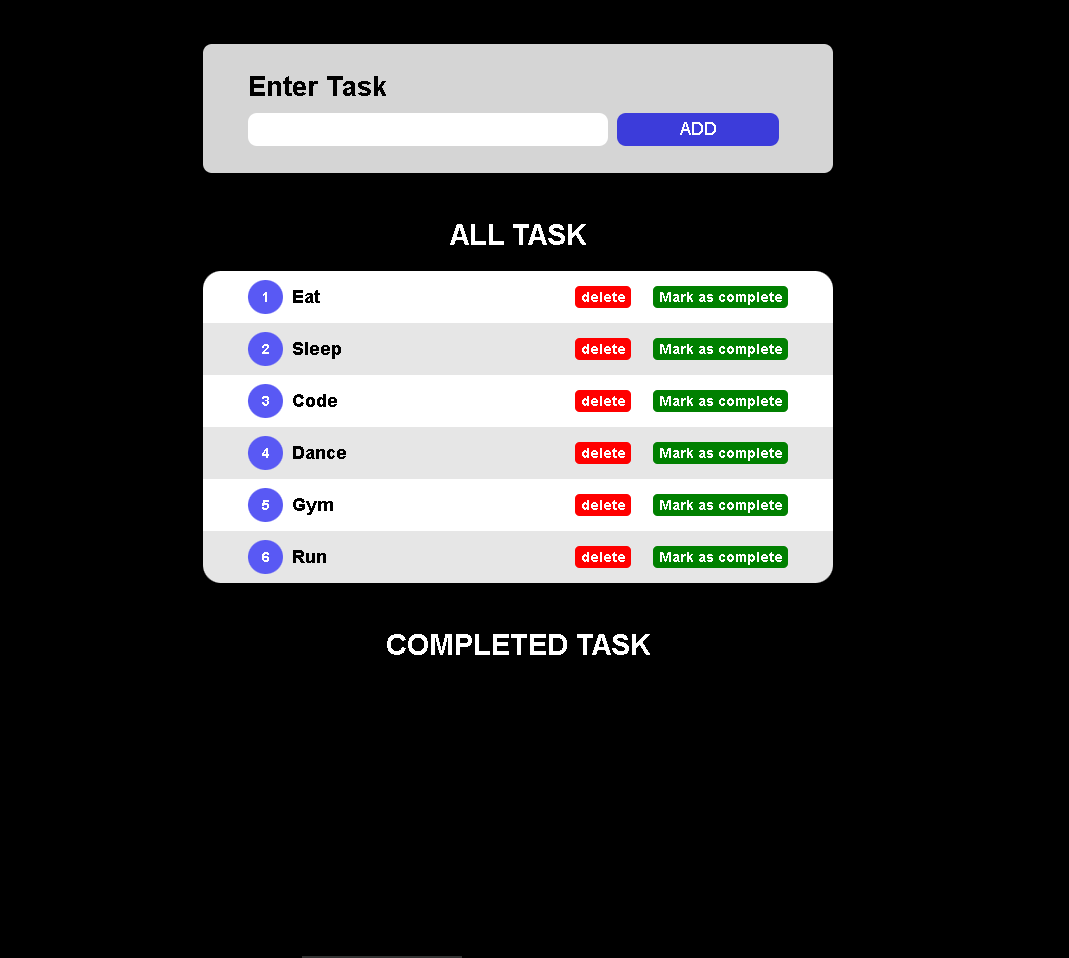 Enter Task
ADD
ALL TASK
1 Eat delete Mark as complete
2 Sleep delete Mark as complete
3 Code delete Mark as complete
4 Dance delete Mark as complete
5 Gym delete Mark as complete
6 Run delete Mark as complete
COMPLETED TASK